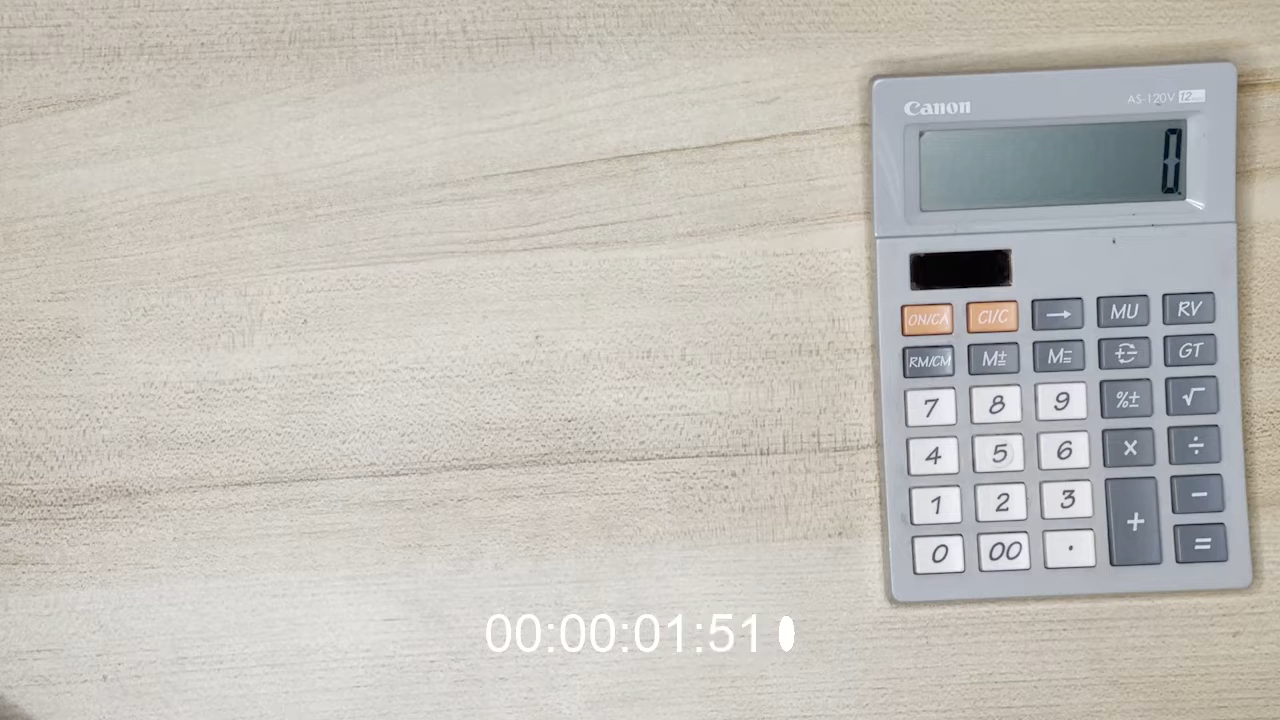 Canon
AS-120V 12
0.
ON/CA CI/C → MU RV
RM/CM M± M= GT
7 8 9 %± √
4 5 6 × ÷
1 2 3 + −
0 00 . =
00:00:01:51